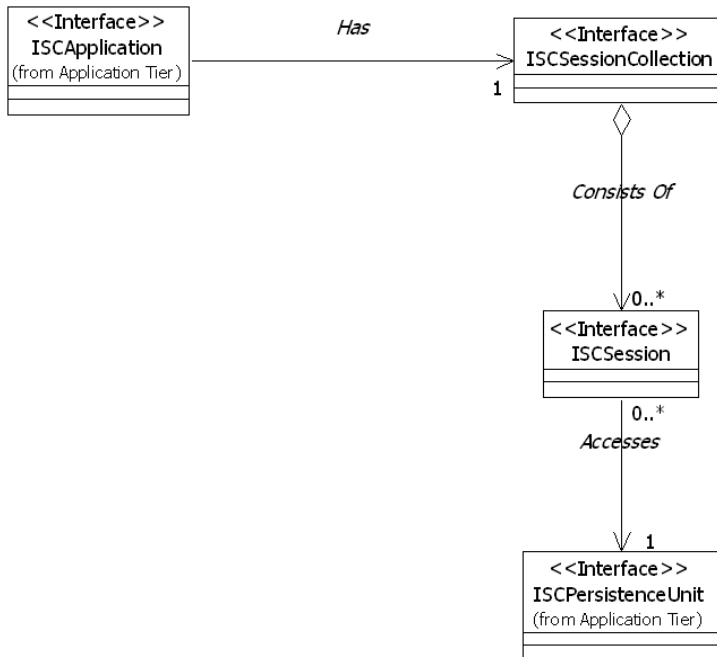 <<Interface>>
ISCApplication
(from Application Tier)
Has
1
<<Interface>>
ISCSessionCollection
Consists Of
0..*
<<Interface>>
ISCSession
0..*
Accesses
1
<<Interface>>
ISCPersistenceUnit
(from Application Tier)